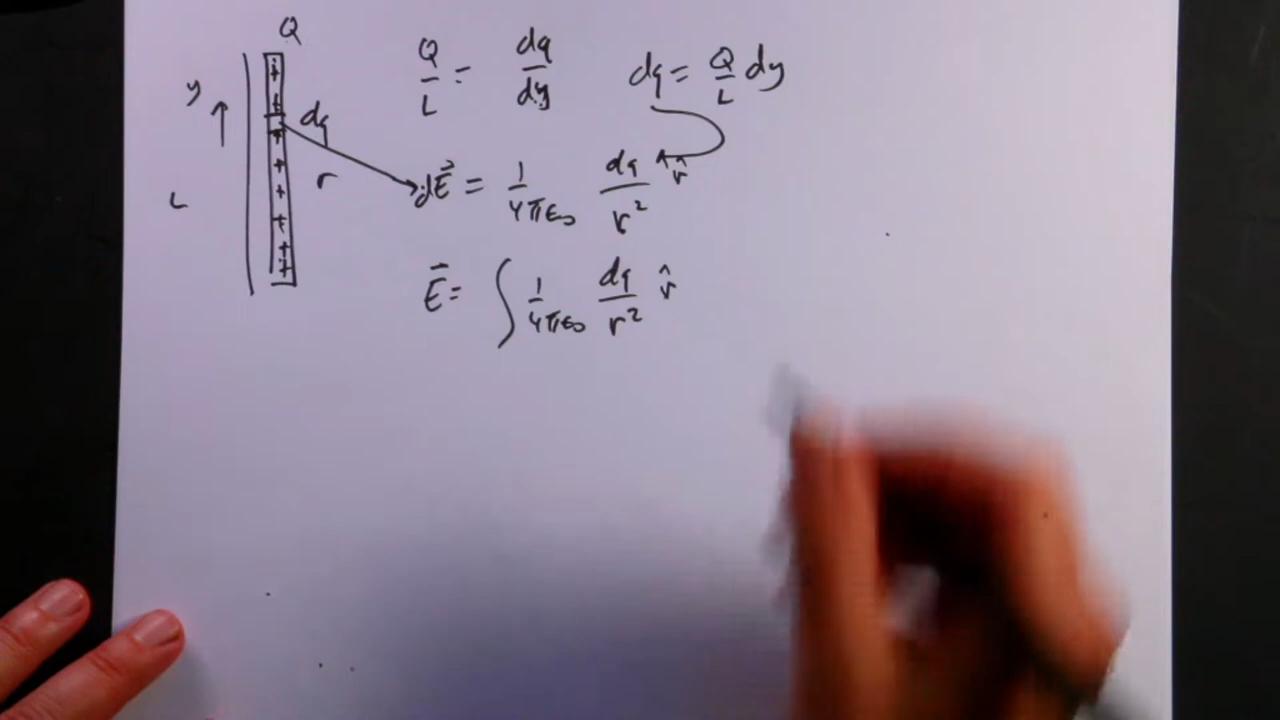 Q
y ↑
L
+ + + + + + + +
dq
r
Q/L = dq/dy dq = Q/L dy
dE⃗ = 1/4πε₀ dq/r² r̂
E⃗ = ∫ 1/4πε₀ dq/r² r̂